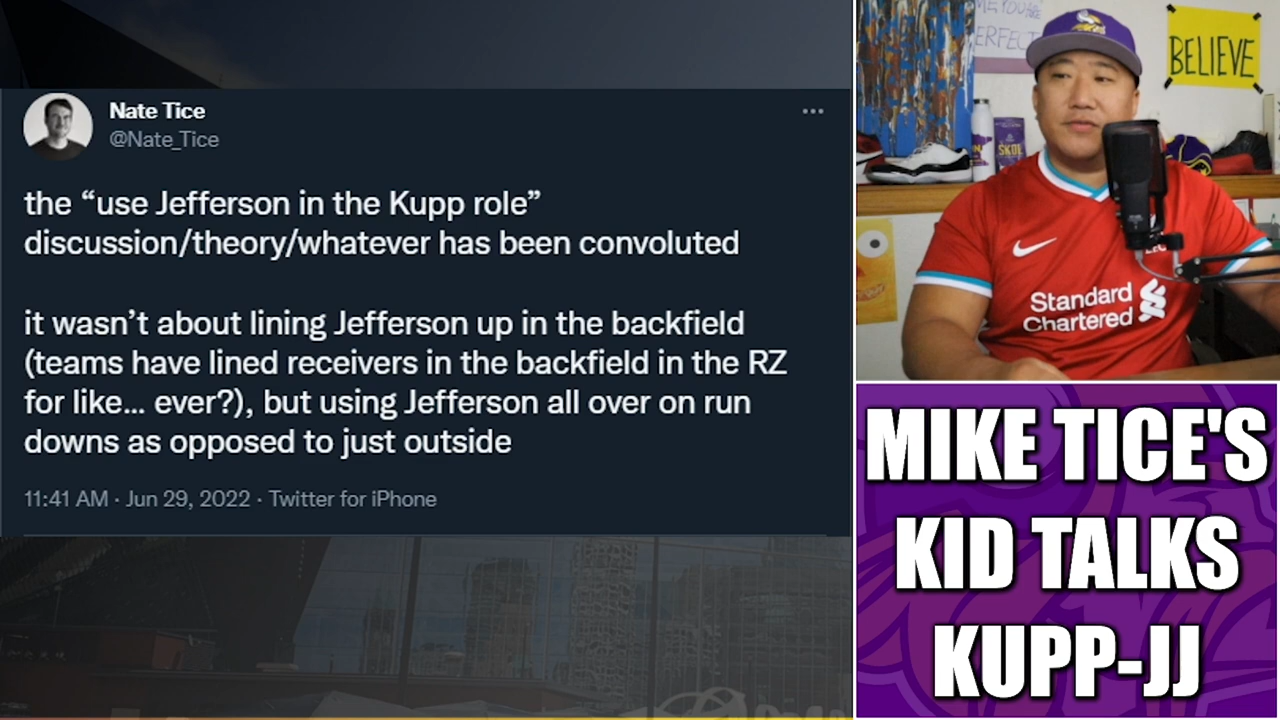 Nate Tice
@Nate_Tice
the “use Jefferson in the Kupp role”
discussion/theory/whatever has been convoluted
it wasn’t about lining Jefferson up in the backfield
(teams have lined receivers in the backfield in the RZ
for like... ever?), but using Jefferson all over on run
downs as opposed to just outside
11:41 AM · Jun 29, 2022 · Twitter for iPhone
BELIEVE
SKOL
Standard
Chartered
MIKE TICE'S
KID TALKS
KUPP-JJ